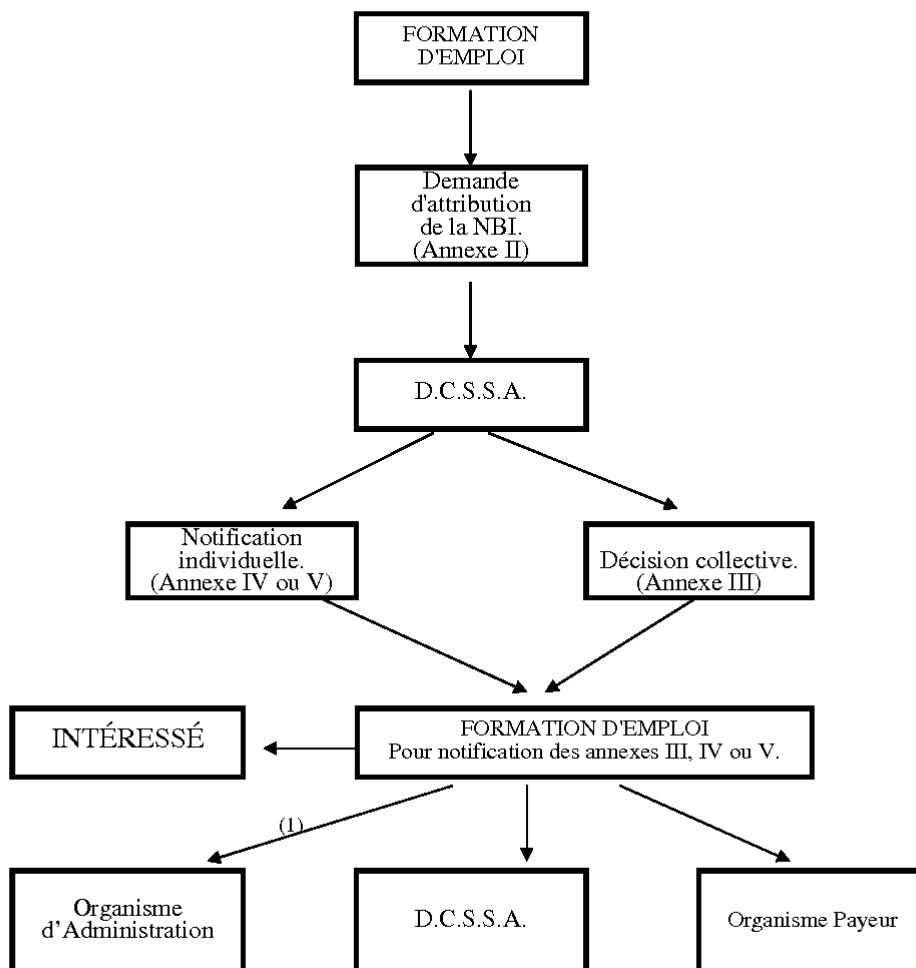 FORMATION
D'EMPLOI
Demande
d'attribution
de la NBI.
(Annexe II)
D.C.S.S.A.
Notification
individuelle.
(Annexe IV ou V)
Décision collective.
(Annexe III)
INTÉRESSÉ
FORMATION D'EMPLOI
Pour notification des annexes III, IV ou V.
(1)
Organisme
d’Administration
D.C.S.S.A.
Organisme Payeur